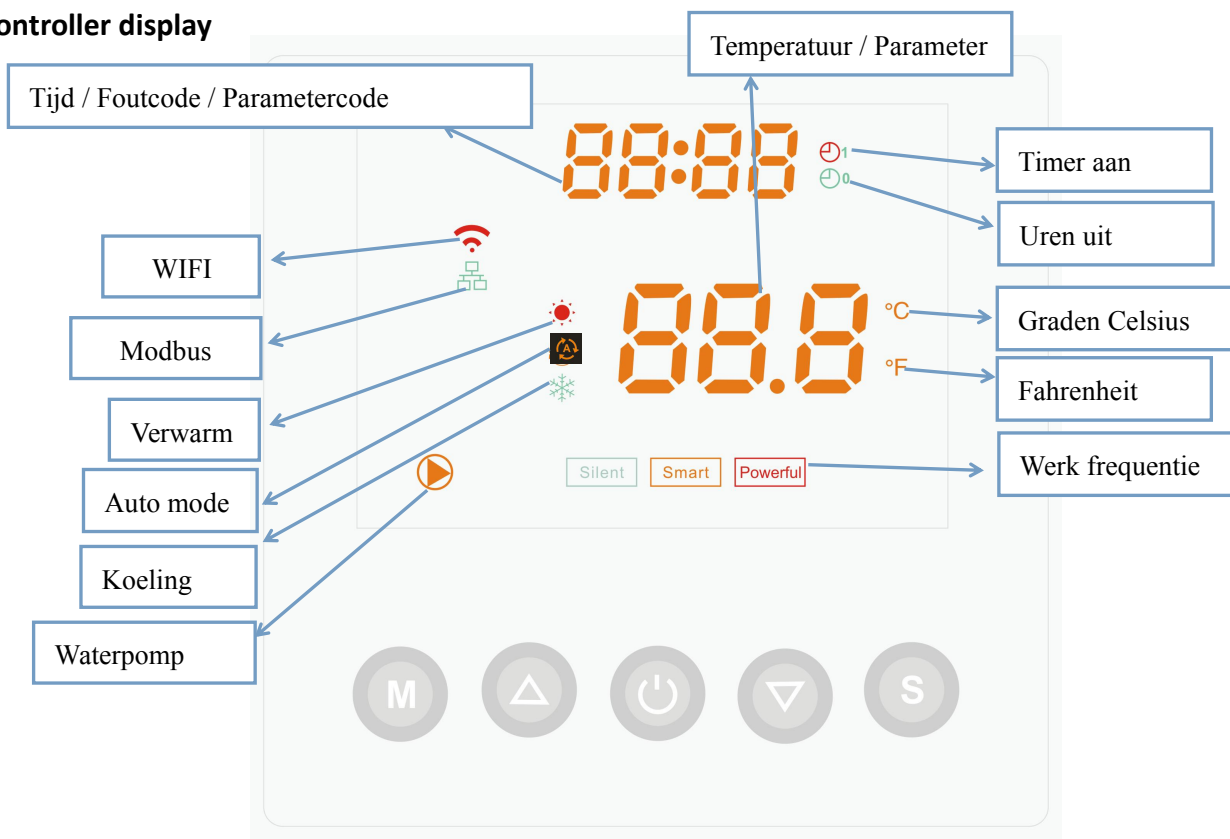 ontroller display
Temperatuur / Parameter
Tijd / Foutcode / Parametercode
88:88
1
0
Timer aan
Uren uit
WIFI
Modbus
88.8
°C
°F
Graden Celsius
Fahrenheit
A
Verwarm
Auto mode
Koeling
Waterpomp
Silent
Smart
Powerful
Werk frequentie
M
S